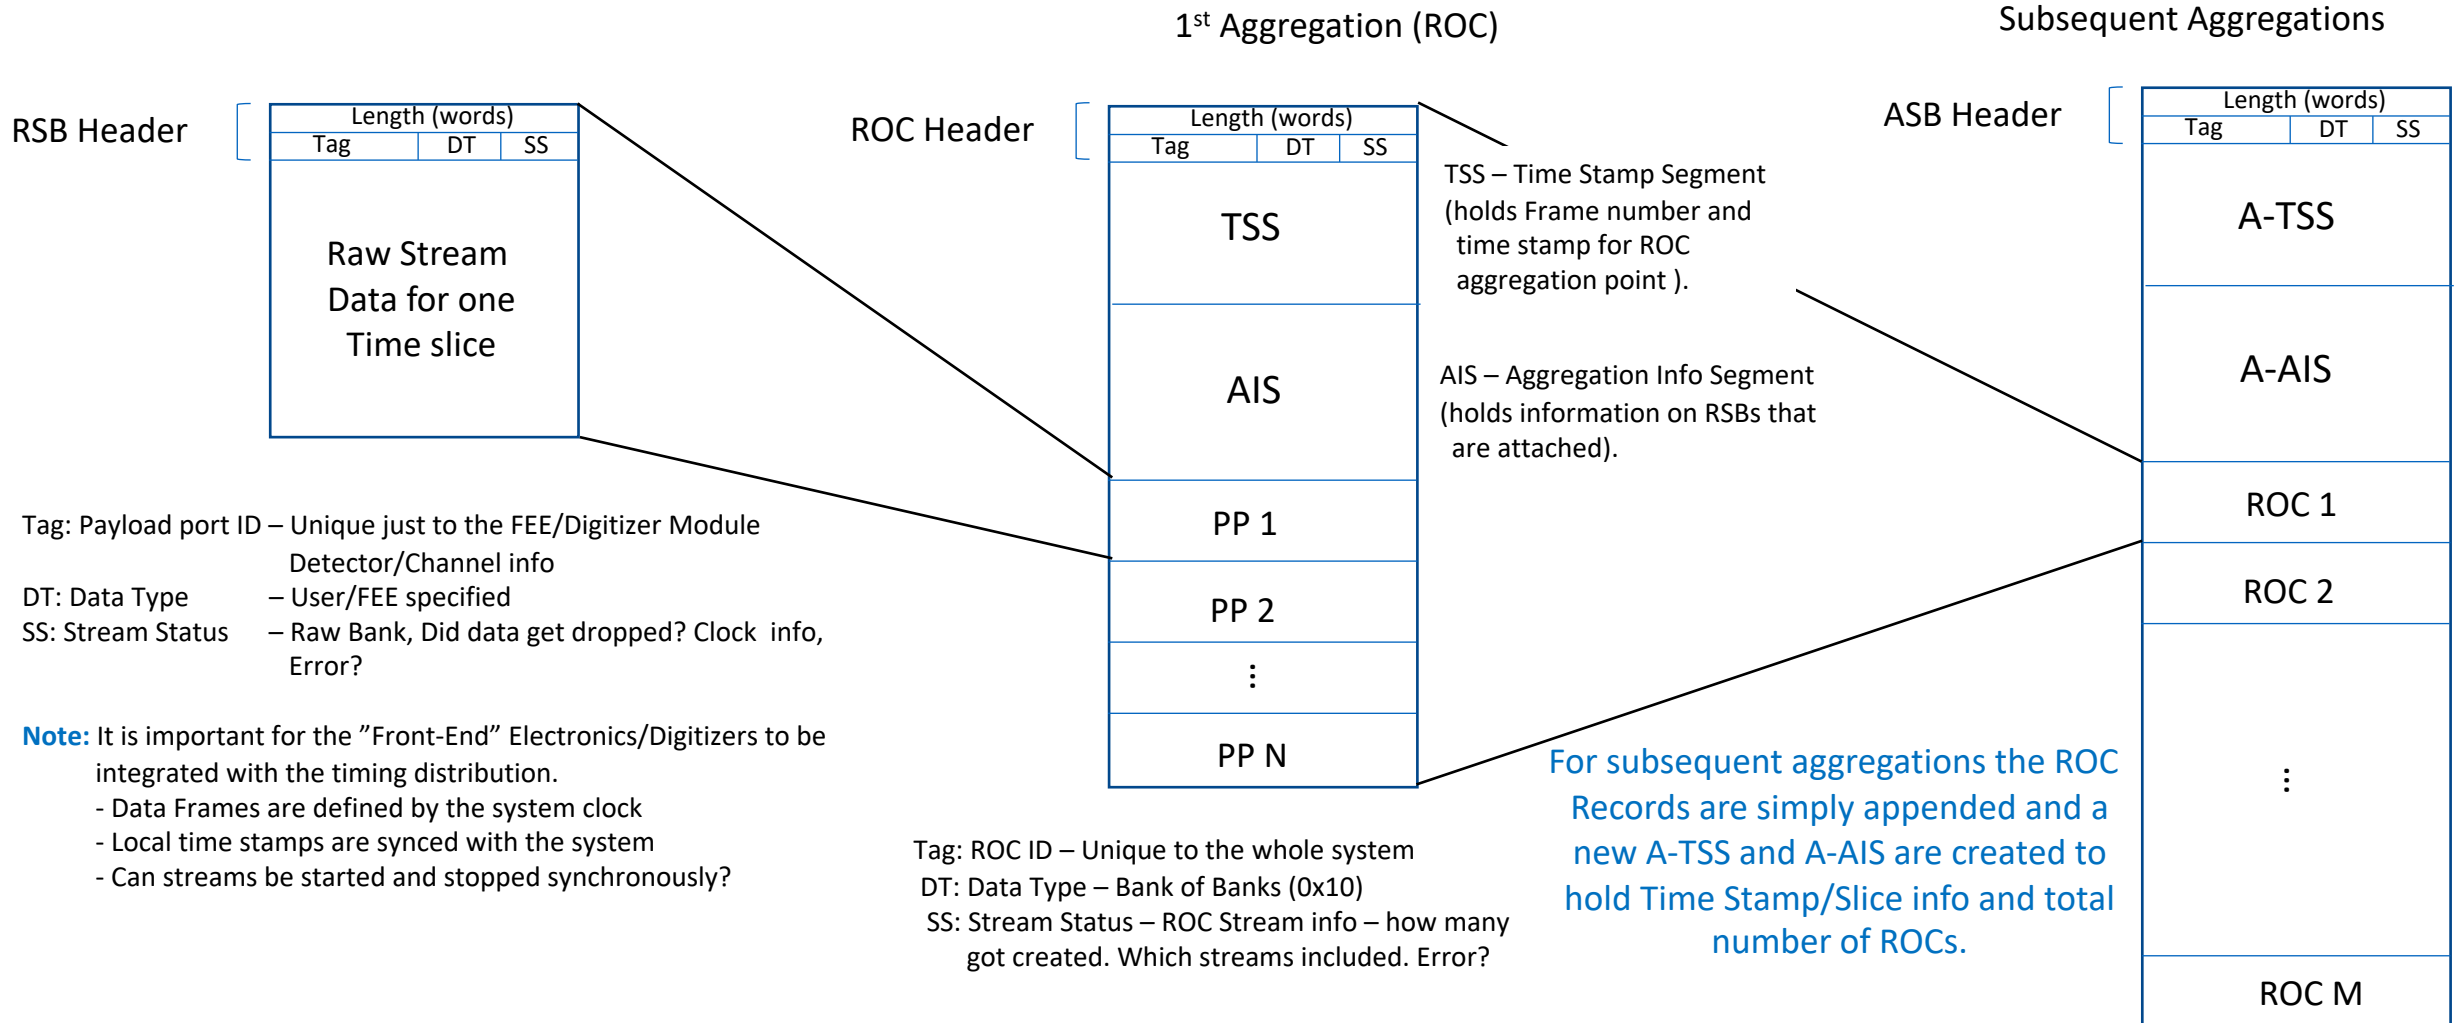 1st Aggregation (ROC)
Subsequent Aggregations
RSB Header
Length (words)
Tag DT SS
Raw Stream
Data for one
Time slice
ROC Header
Length (words)
Tag DT SS
TSS
AIS
PP 1
PP 2
⋮
PP N
TSS – Time Stamp Segment
(holds Frame number and
time stamp for ROC
aggregation point ).
AIS – Aggregation Info Segment
(holds information on RSBs that
are attached).
ASB Header
Length (words)
Tag DT SS
A-TSS
A-AIS
ROC 1
ROC 2
⋮
ROC M
Tag: Payload port ID – Unique just to the FEE/Digitizer Module
Detector/Channel info
DT: Data Type – User/FEE specified
SS: Stream Status – Raw Bank, Did data get dropped? Clock info,
Error?
Note: It is important for the ”Front-End” Electronics/Digitizers to be
integrated with the timing distribution.
- Data Frames are defined by the system clock
- Local time stamps are synced with the system
- Can streams be started and stopped synchronously?
Tag: ROC ID – Unique to the whole system
DT: Data Type – Bank of Banks (0x10)
SS: Stream Status – ROC Stream info – how many
got created. Which streams included. Error?
For subsequent aggregations the ROC
Records are simply appended and a
new A-TSS and A-AIS are created to
hold Time Stamp/Slice info and total
number of ROCs.